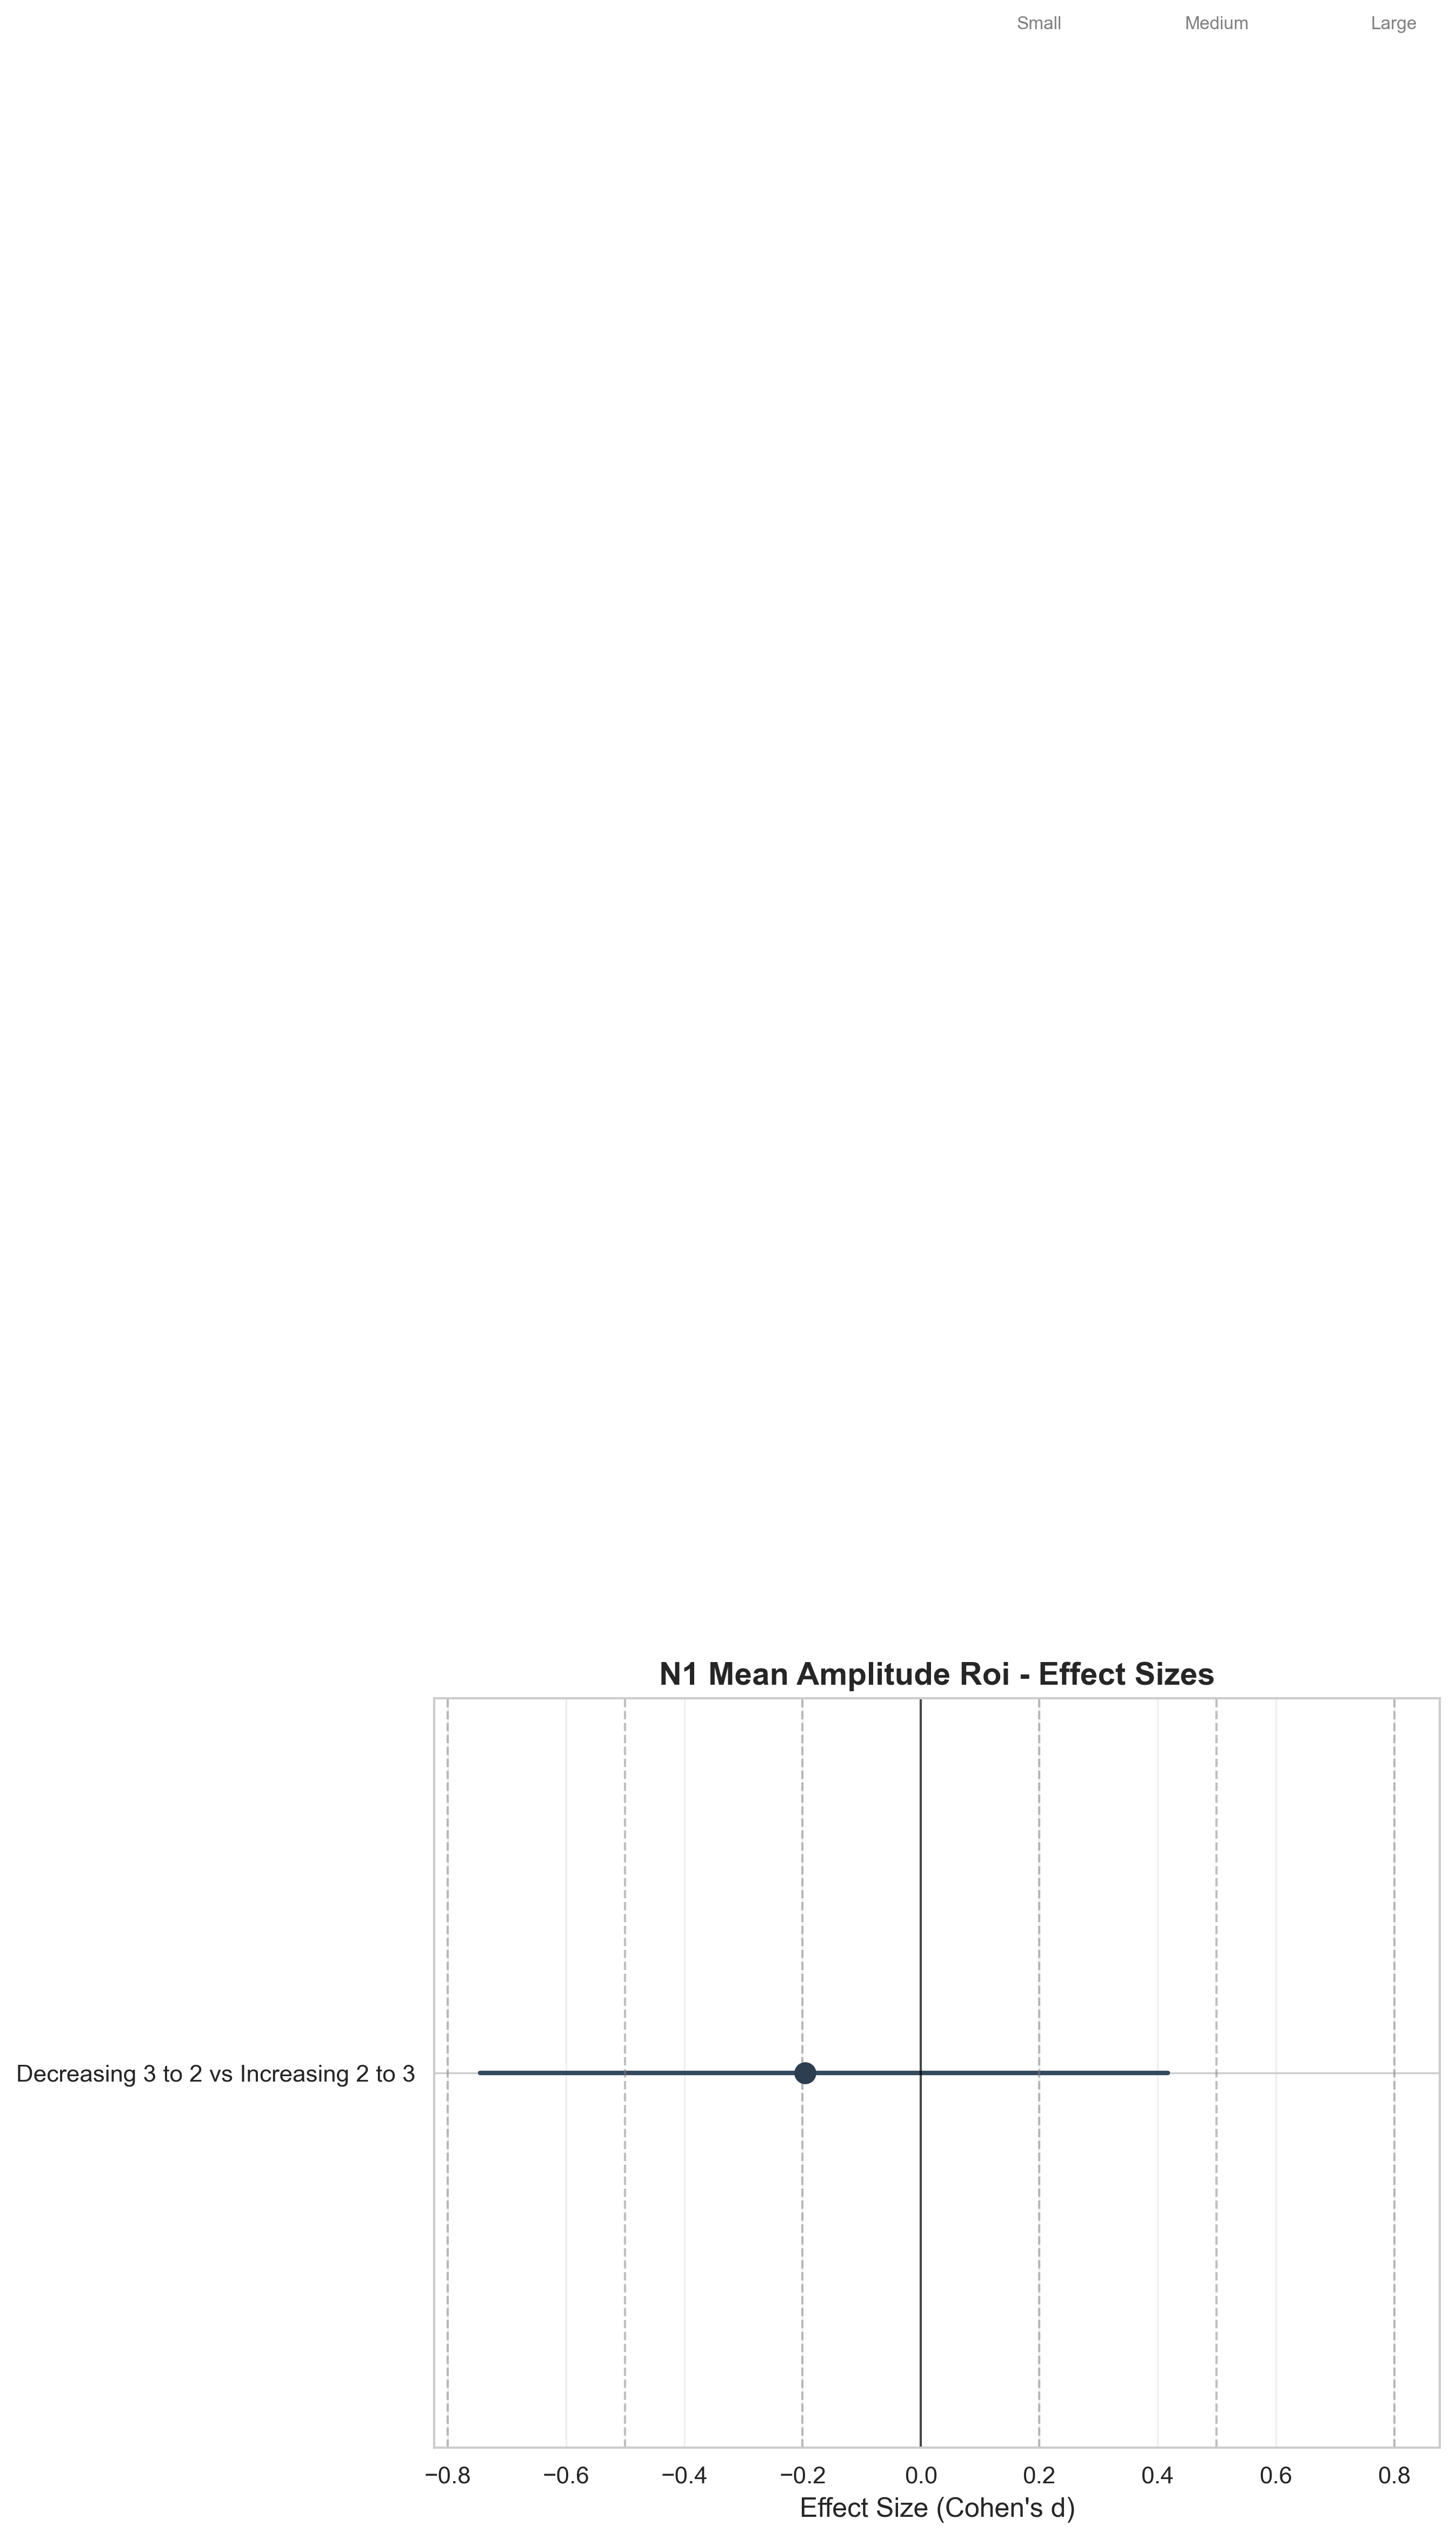 Small Medium Large
N1 Mean Amplitude Roi - Effect Sizes
Decreasing 3 to 2 vs Increasing 2 to 3
−0.8 −0.6 −0.4 −0.2 0.0 0.2 0.4 0.6 0.8
Effect Size (Cohen's d)